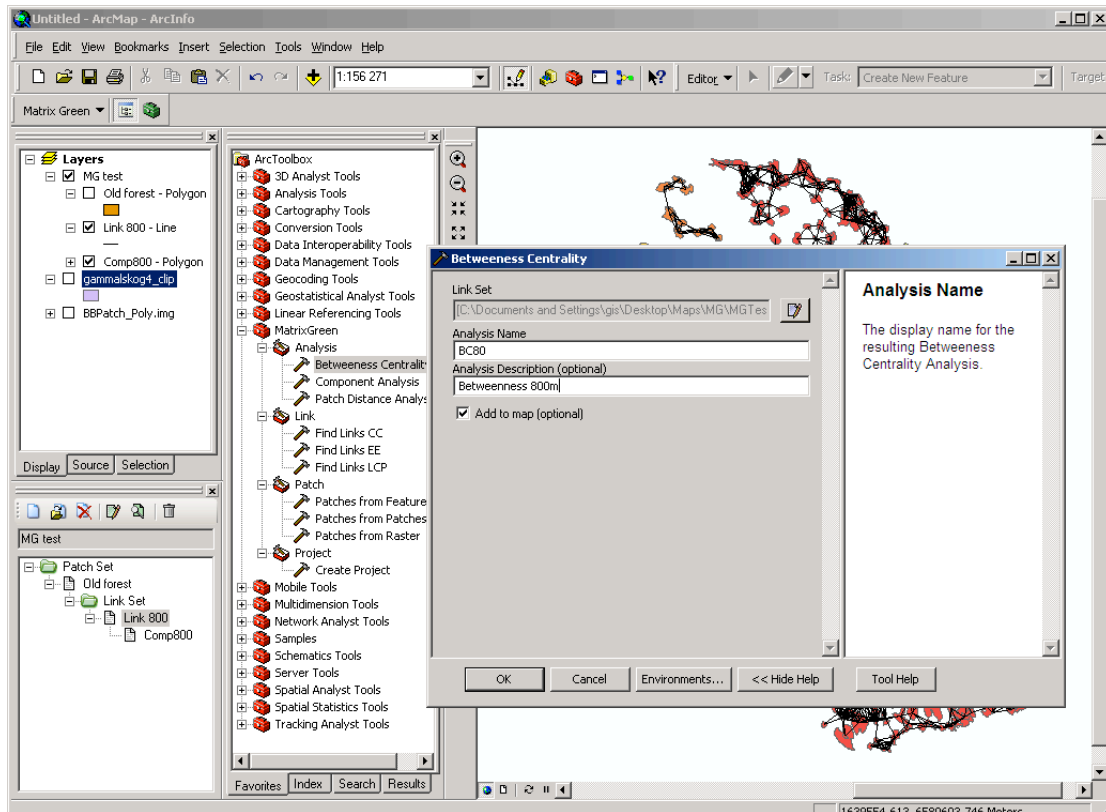 Untitled - ArcMap - ArcInfo
File Edit View Bookmarks Insert Selection Tools Window Help
1:156 271
Editor
Task:
Create New Feature
Target
Matrix Green
Layers
MG test
Old forest - Polygon
Link 800 - Line
Comp800 - Polygon
gammalskog4_clip
BBPatch_Poly.img
Display Source Selection
MG test
Patch Set
Old forest
Link Set
Link 800
Comp800
ArcToolbox
3D Analyst Tools
Analysis Tools
Cartography Tools
Conversion Tools
Data Interoperability Tools
Data Management Tools
Geocoding Tools
Geostatistical Analyst Tools
Linear Referencing Tools
MatrixGreen
Analysis
Betweeness Centralit
Component Analysis
Patch Distance Analys
Link
Find Links CC
Find Links EE
Find Links LCP
Patch
Patches from Feature
Patches from Patches
Patches from Raster
Project
Create Project
Mobile Tools
Multidimension Tools
Network Analyst Tools
Samples
Schematics Tools
Server Tools
Spatial Analyst Tools
Spatial Statistics Tools
Tracking Analyst Tools
Favorites Index Search Results
Betweeness Centrality
Link Set
[C:\Documents and Settings\gis\Desktop\Maps\MG\MGTes
Analysis Name
BC80
Analysis Description (optional)
Betweenness 800m
Add to map (optional)
OK Cancel Environments... << Hide Help Tool Help
Analysis Name
The display name for the
resulting Betweeness
Centrality Analysis.